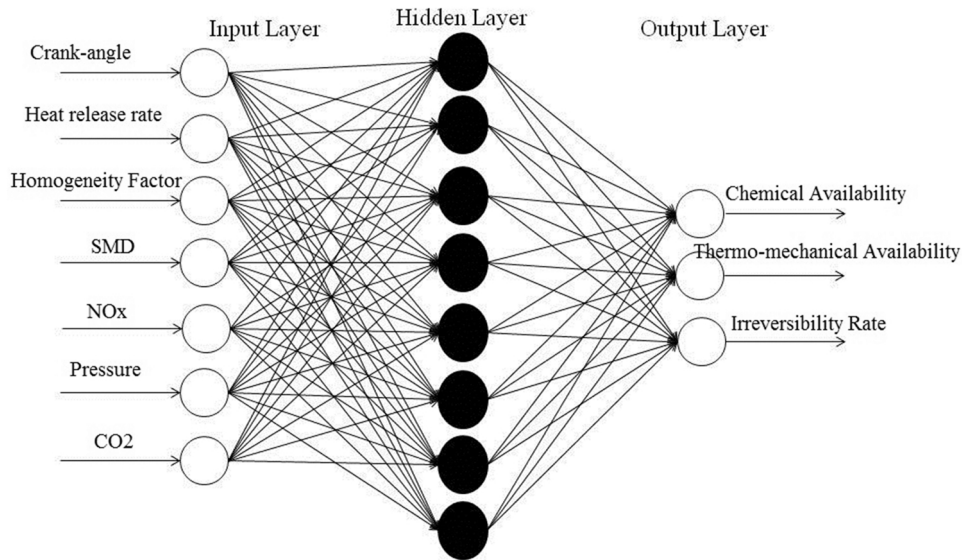 Input Layer
Hidden Layer
Output Layer
Crank-angle
Heat release rate
Homogeneity Factor
SMD
NOx
Pressure
CO2
Chemical Availability
Thermo-mechanical Availability
Irreversibility Rate